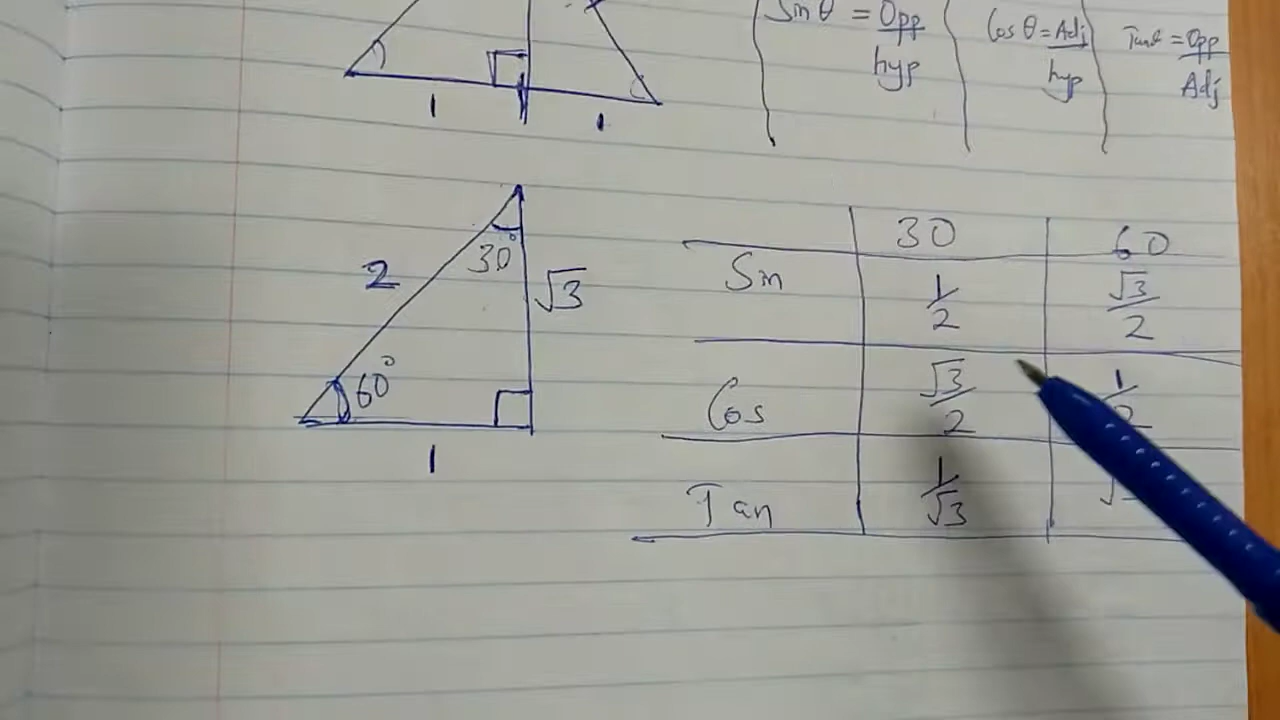 Sin θ = Opp/hyp
Cos θ = Adj/hyp
Tan θ = Opp/Adj
1
1
30°
2
√3
60°
1
30 60
Sin 1/2 √3/2
Cos √3/2 1/2
Tan 1/√3